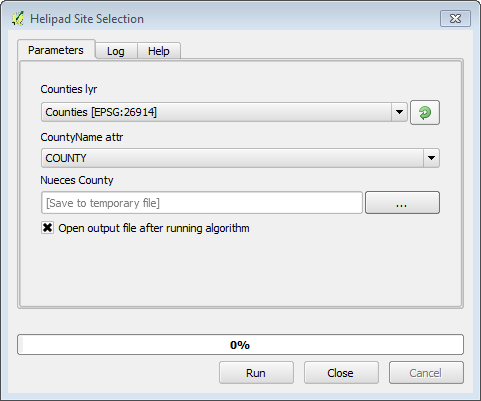 Helipad Site Selection
Parameters Log Help
Counties lyr
Counties [EPSG:26914]
CountyName attr
COUNTY
Nueces County
[Save to temporary file] ...
Open output file after running algorithm
0%
Run Close Cancel